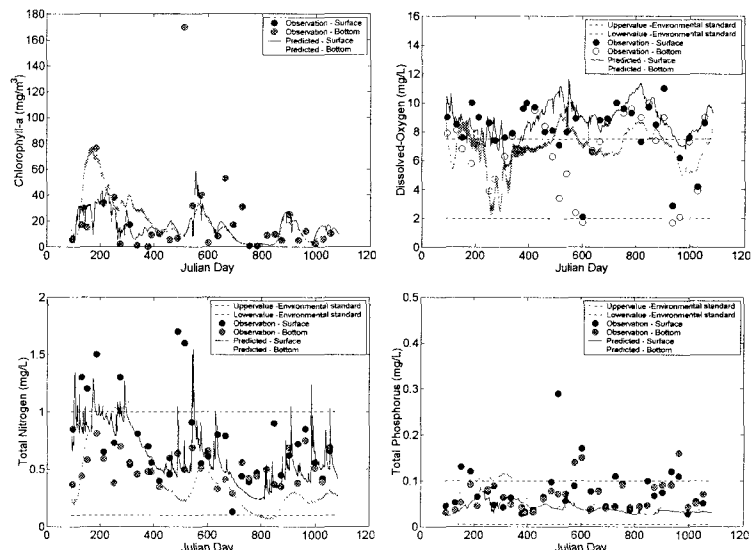 180
160
140
120
100
80
60
40
20
0
Chlorophyll-a (mg/m³)
Observation - Surface
Observation - Bottom
Predicted - Surface
Predicted - Bottom
0 200 400 600 800 1000 120
Julian Day
12
10
8
6
4
2
0
Dissolved-Oxygen (mg/L)
Uppervalue - Environmental standard
Lowervalue - Environmental standard
Observation - Surface
Observation - Bottom
Predicted - Surface
Predicted - Bottom
0 200 400 600 800 1000 120
Julian Day
2
1.5
1
0.5
0
Total Nitrogen (mg/L)
Uppervalue -Environmental standard
Lowervalue -Environmental standard
Observation - Surface
Observation - Bottom
Predicted - Surface
Predicted - Bottom
0 200 400 600 800 1000 120
Julian Day
0.5
0.4
0.3
0.2
0.1
0
Total Phosphorus (mg/L)
Uppervalue -Environmental standard
Lowervalue -Environmental standard
Observation - Surface
Observation - Bottom
Predicted - Surface
Predicted - Bottom
0 200 400 600 800 1000 120
Julian Day